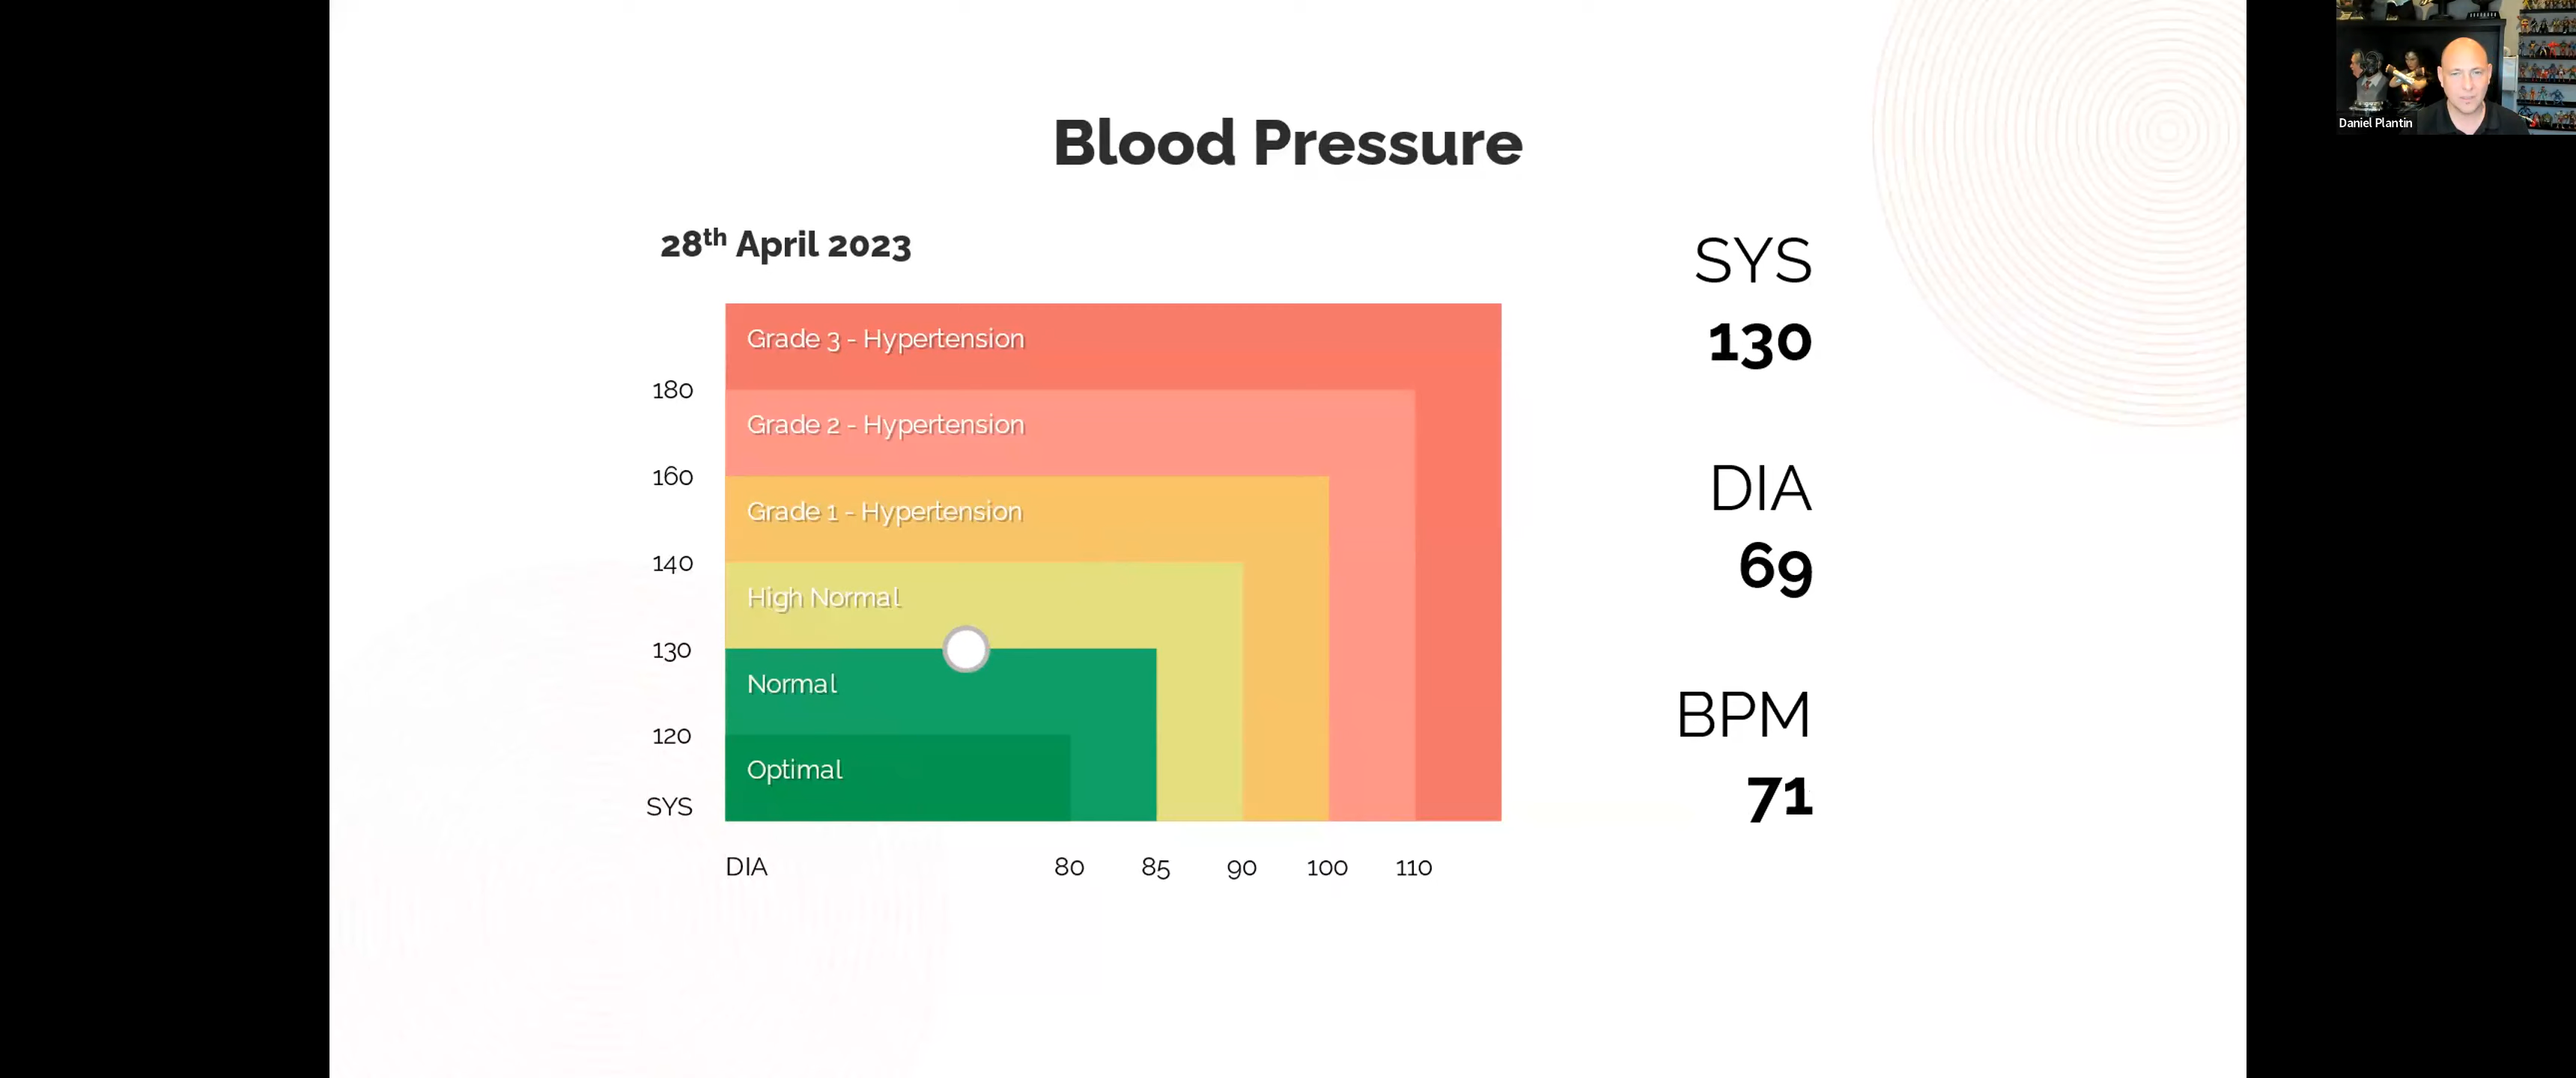 Daniel Plantin
Blood Pressure
28th April 2023
Grade 3 - Hypertension
180
Grade 2 - Hypertension
160
Grade 1 - Hypertension
140
High Normal
130
Normal
120
Optimal
SYS
DIA
80
85
90
100
110
SYS
130
DIA
69
BPM
71